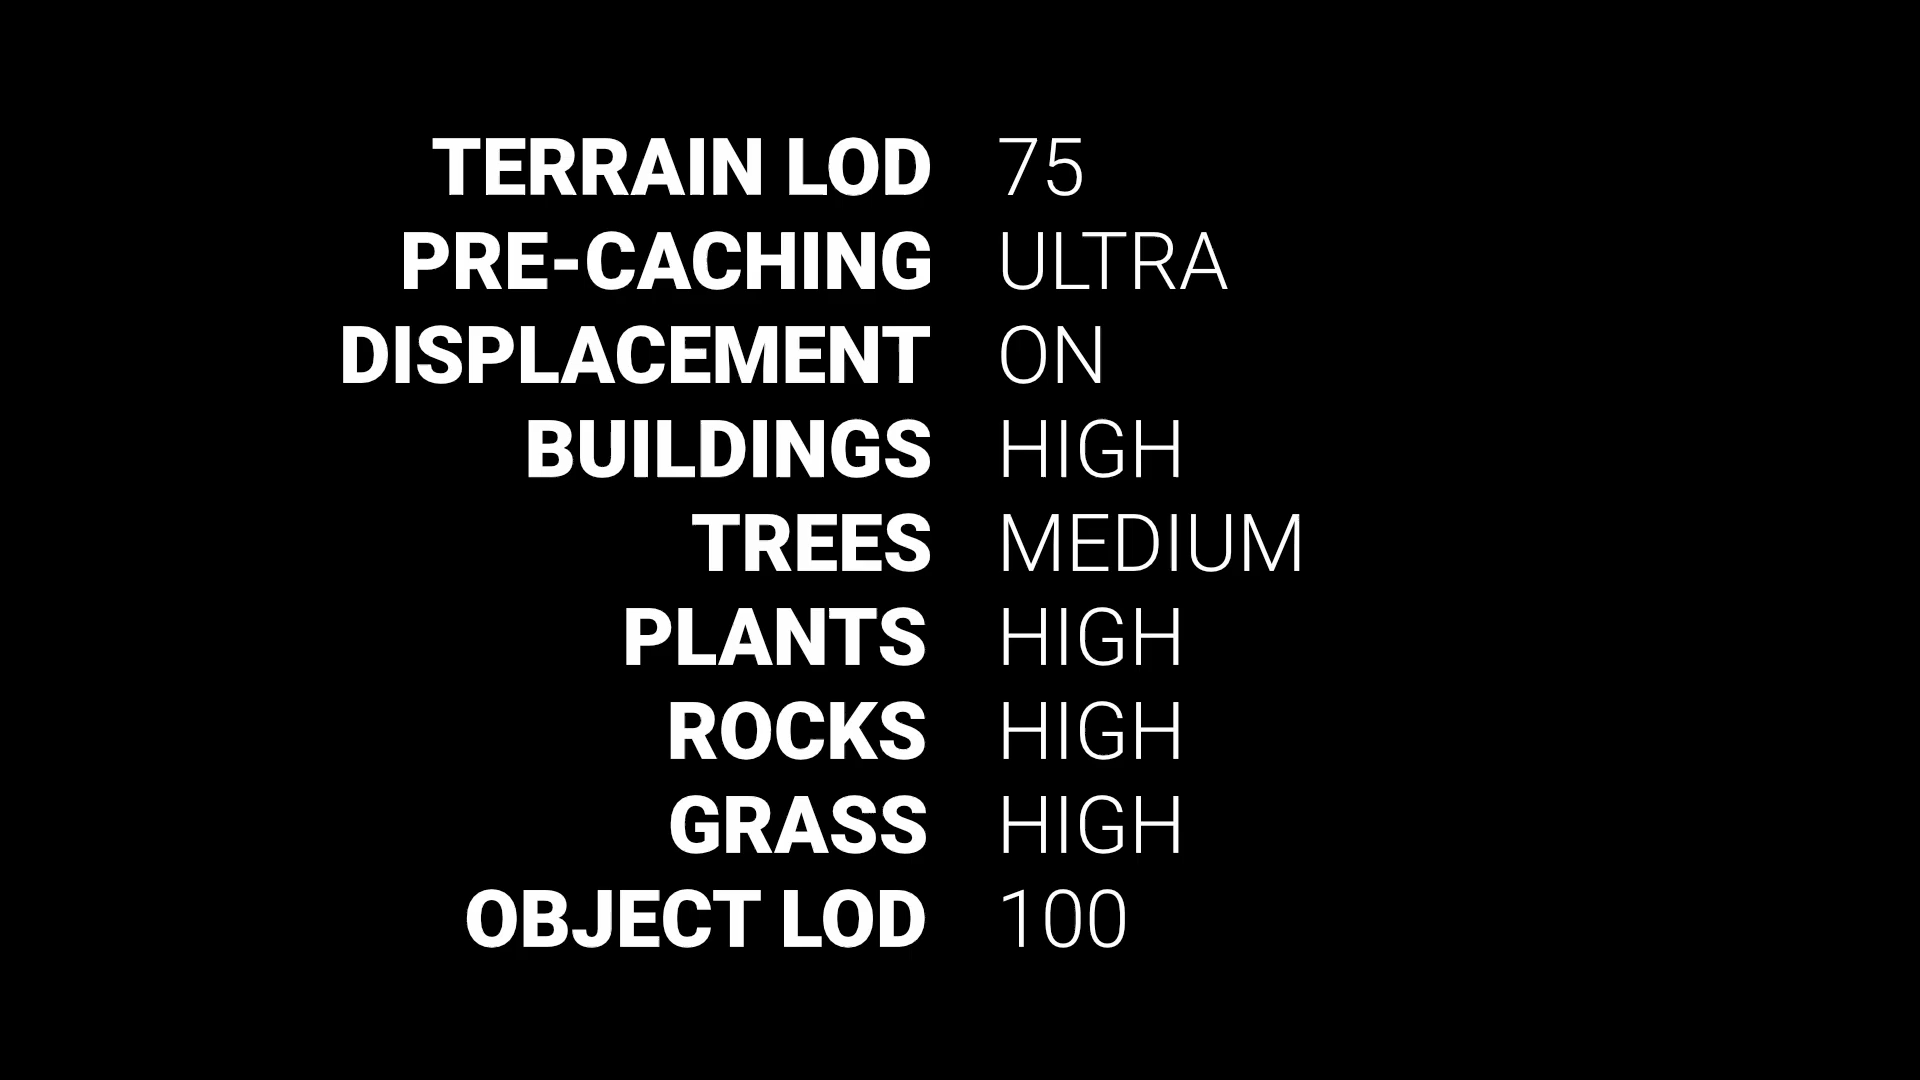 TERRAIN LOD 75
PRE-CACHING ULTRA
DISPLACEMENT ON
BUILDINGS HIGH
TREES MEDIUM
PLANTS HIGH
ROCKS HIGH
GRASS HIGH
OBJECT LOD 100